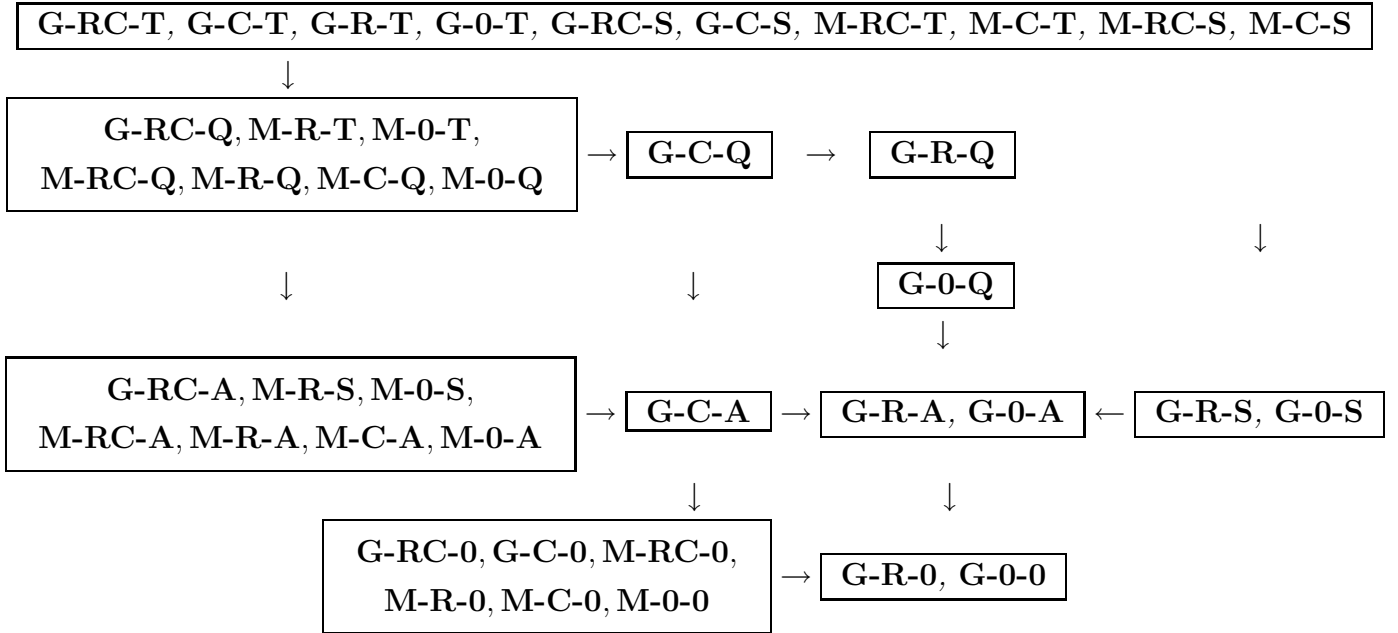 G-RC-T, G-C-T, G-R-T, G-0-T, G-RC-S, G-C-S, M-RC-T, M-C-T, M-RC-S, M-C-S
↓
G-RC-Q, M-R-T, M-0-T,
M-RC-Q, M-R-Q, M-C-Q, M-0-Q
→ G-C-Q → G-R-Q
↓ ↓
↓ ↓ G-0-Q
↓
G-RC-A, M-R-S, M-0-S,
M-RC-A, M-R-A, M-C-A, M-0-A
→ G-C-A → G-R-A, G-0-A ← G-R-S, G-0-S
↓ ↓
G-RC-0, G-C-0, M-RC-0,
M-R-0, M-C-0, M-0-0
→ G-R-0, G-0-0